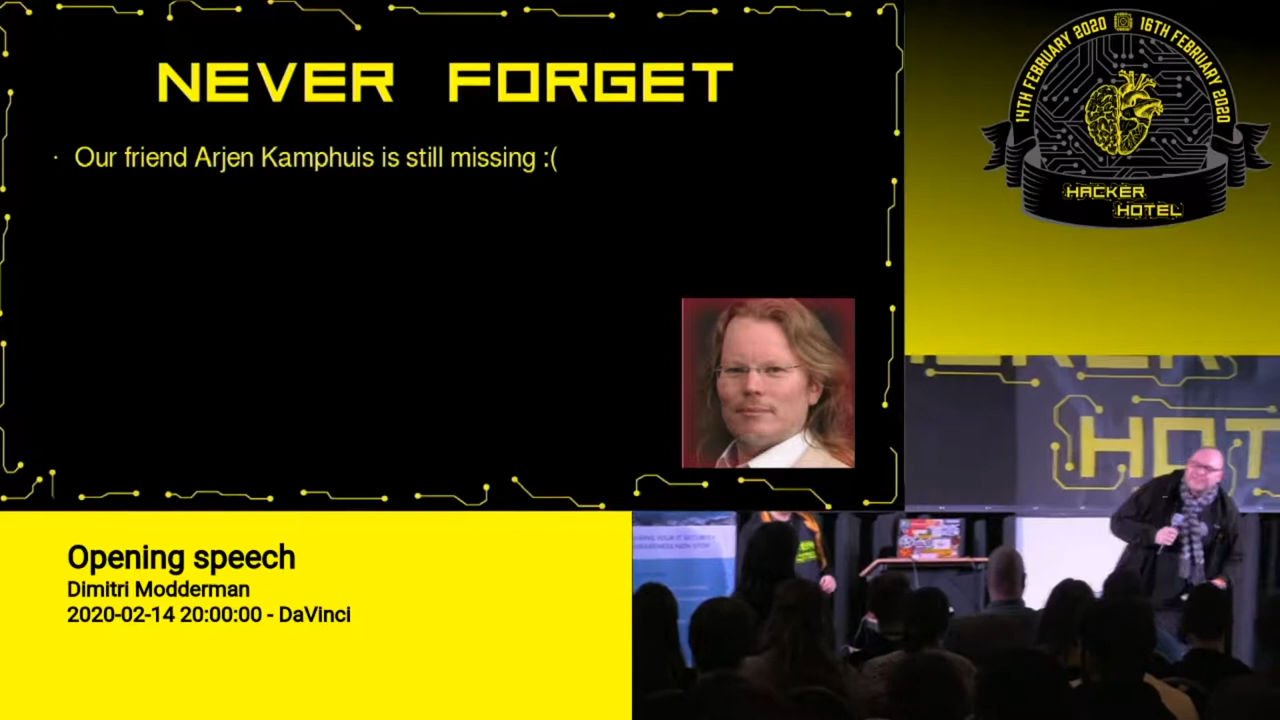 NEVER FORGET
· Our friend Arjen Kamphuis is still missing :(
14TH FEBRUARY 2020 16TH FEBRUARY 2020
HACKER
HOTEL
HOT
Opening speech
Dimitri Modderman
2020-02-14 20:00:00 - DaVinci